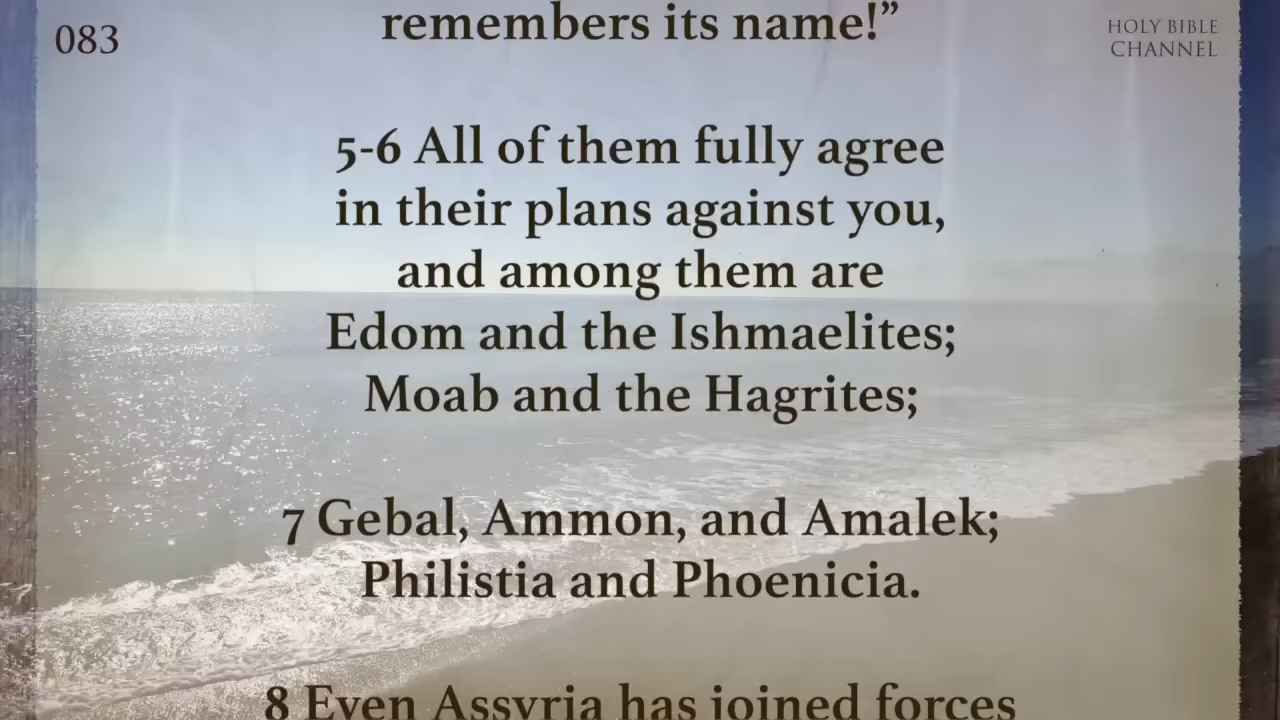 083
remembers its name!”
HOLY BIBLE
CHANNEL
5-6 All of them fully agree
in their plans against you,
and among them are
Edom and the Ishmaelites;
Moab and the Hagrites;
7 Gebal, Ammon, and Amalek;
Philistia and Phoenicia.
8 Even Assyria has joined forces